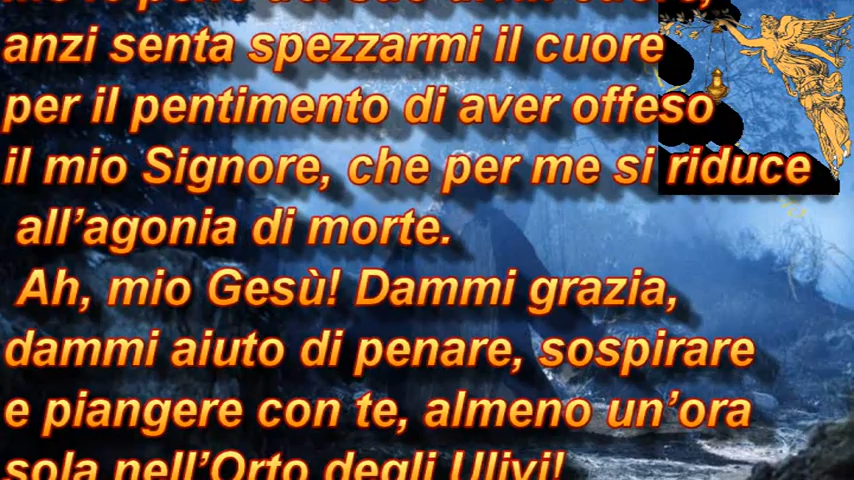 anzi senta spezzarmi il cuore
per il pentimento di aver offeso
il mio Signore, che per me si riduce
all’agonia di morte.
Ah, mio Gesù! Dammi grazia,
dammi aiuto di penare, sospirare
e piangere con te, almeno un’ora
sola nell’Orto degli Ulivi!